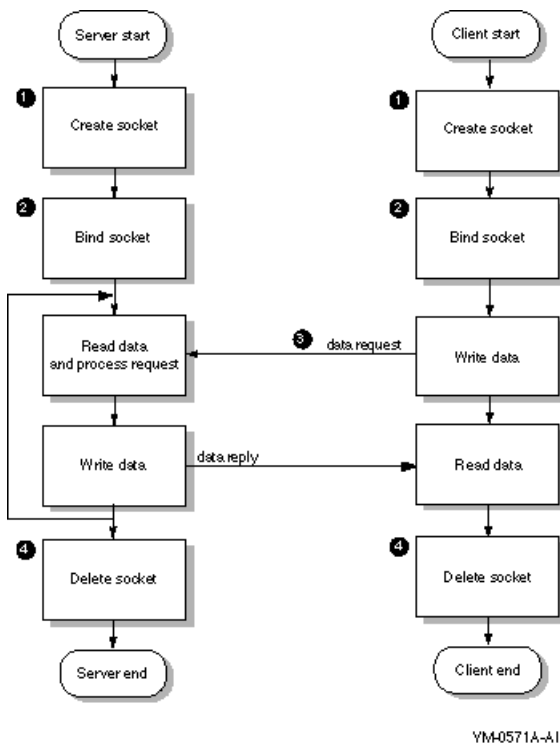 Server start
Client start
1
Create socket
1
Create socket
2
Bind socket
2
Bind socket
Read data
and process request
3
data request
Write data
Write data
data reply
Read data
4
Delete socket
4
Delete socket
Server end
Client end
YM-0571A-AI